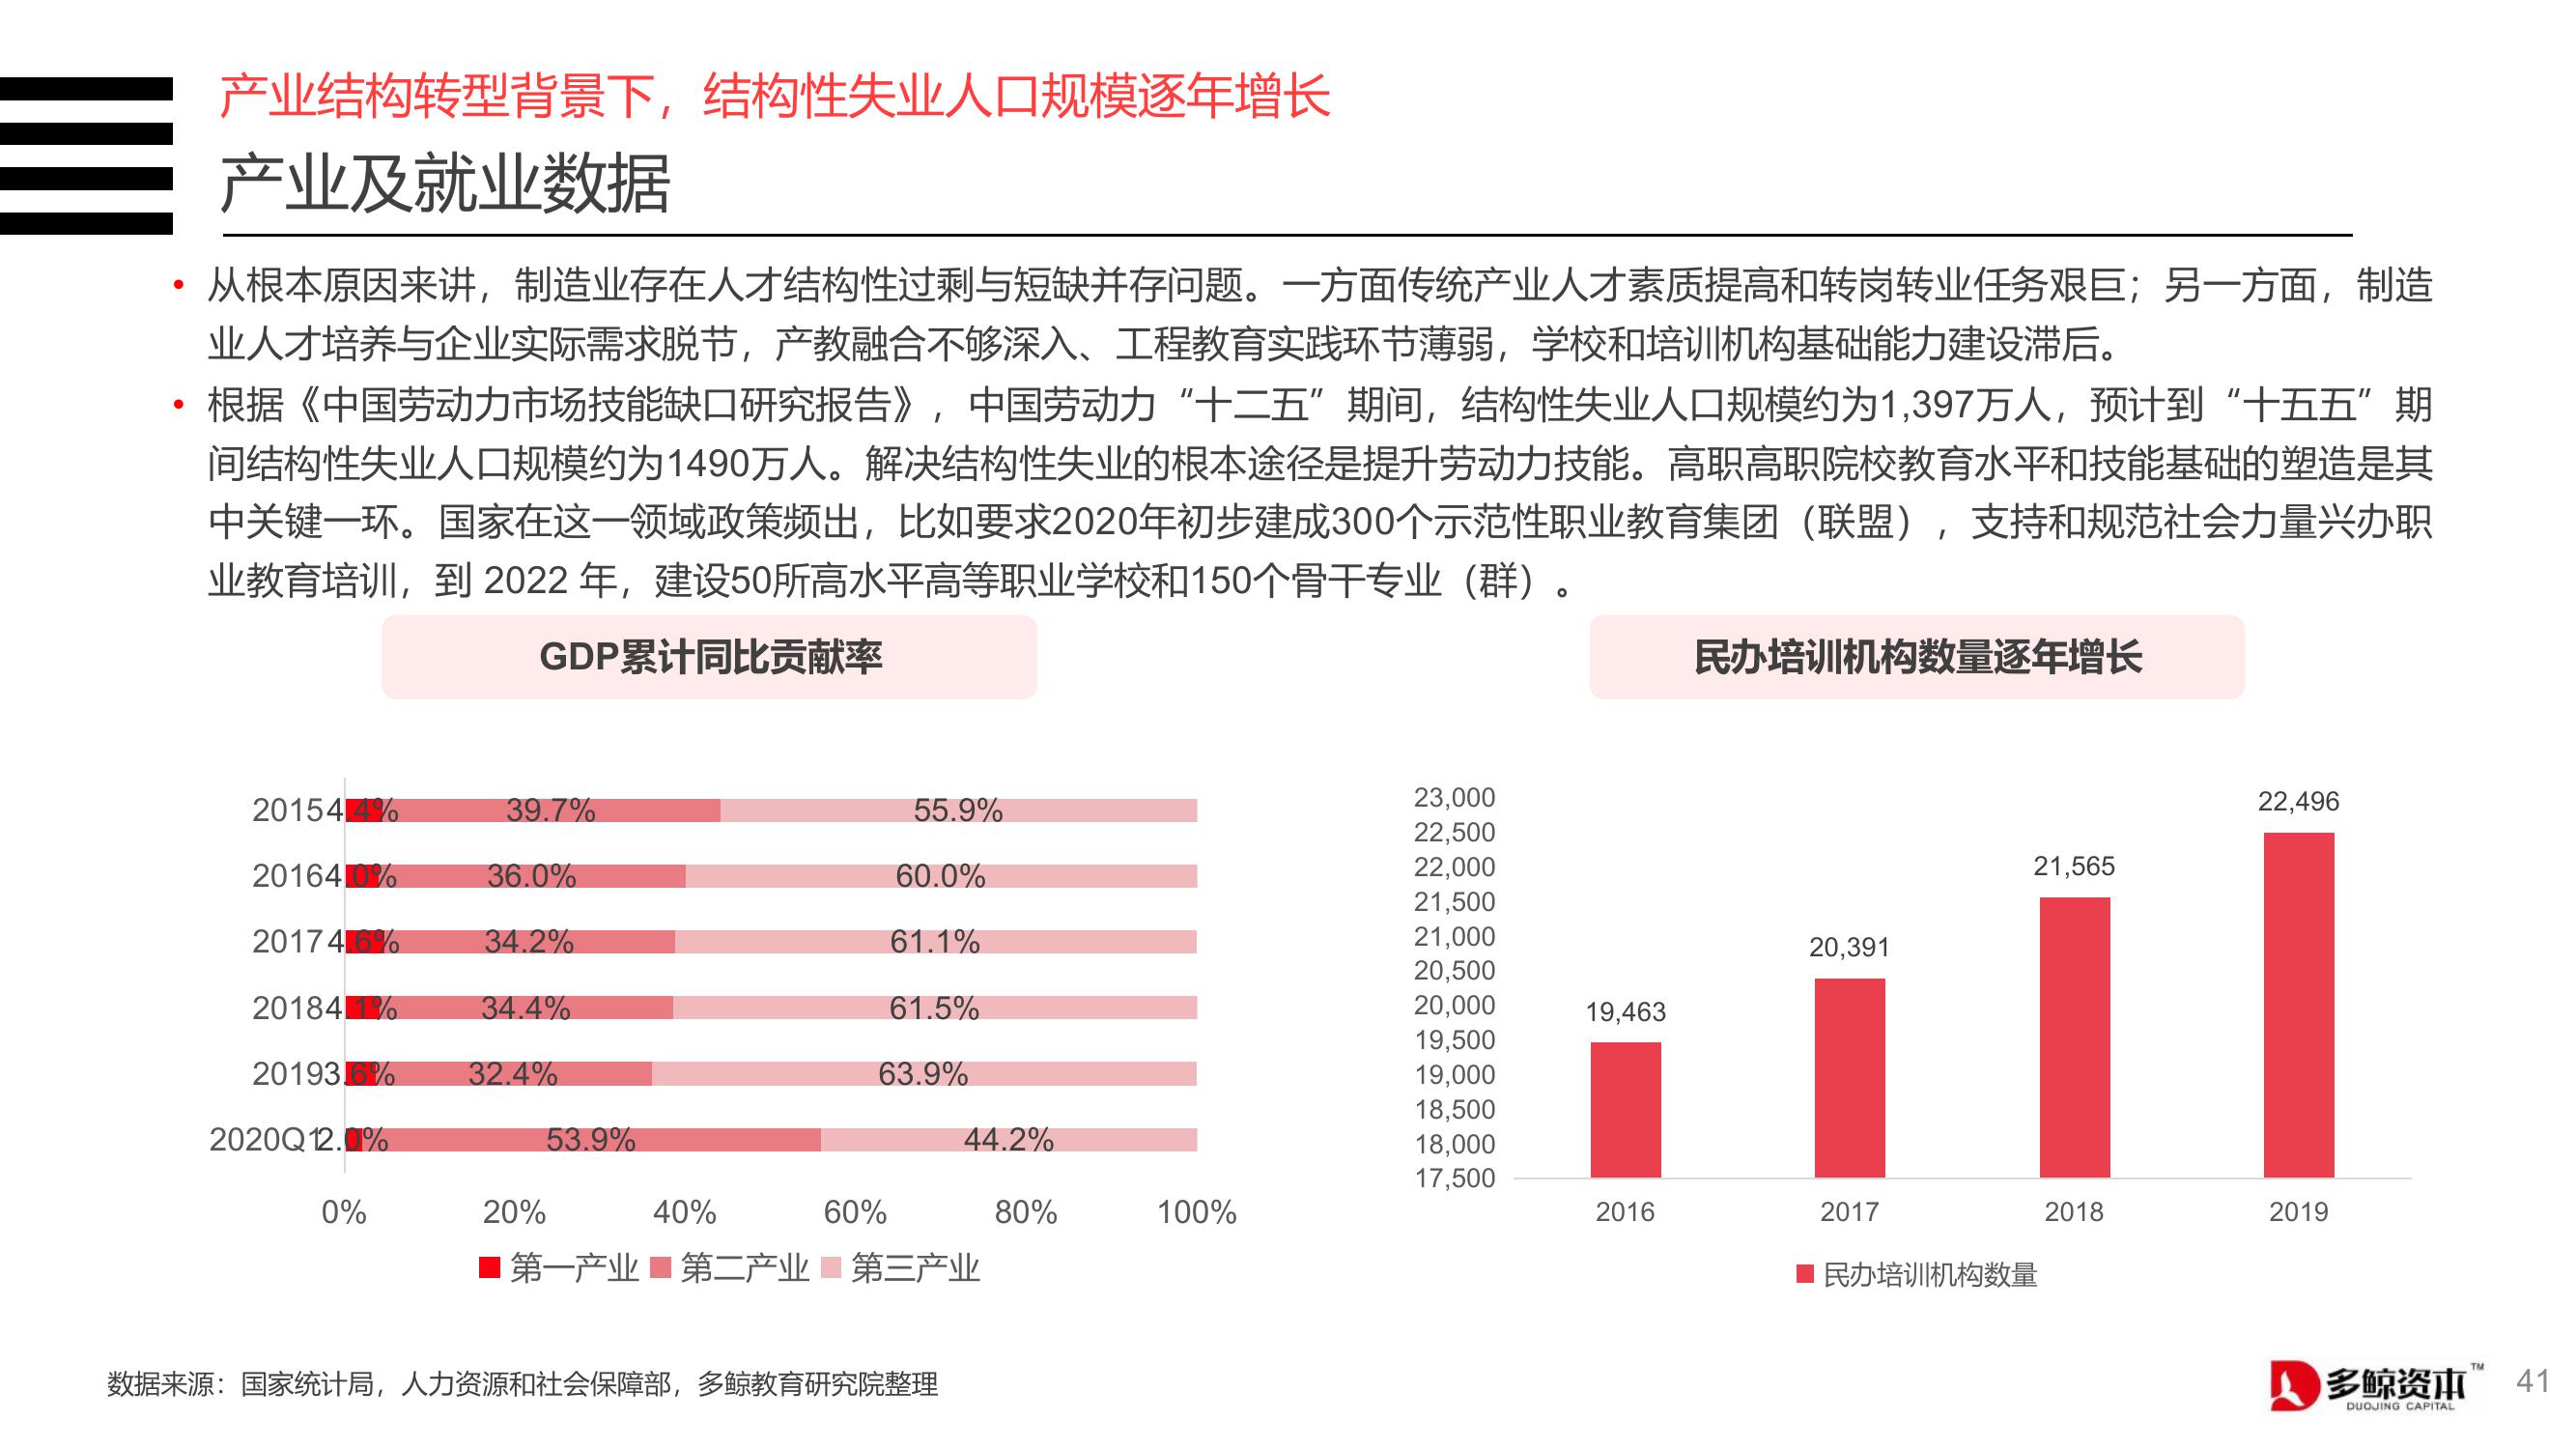 产业结构转型背景下，结构性失业人口规模逐年增长
产业及就业数据
• 从根本原因来讲，制造业存在人才结构性过剩与短缺并存问题。一方面传统产业人才素质提高和转岗转业任务艰巨；另一方面，制造
业人才培养与企业实际需求脱节，产教融合不够深入、工程教育实践环节薄弱，学校和培训机构基础能力建设滞后。
• 根据《中国劳动力市场技能缺口研究报告》，中国劳动力“十二五”期间，结构性失业人口规模约为1,397万人，预计到“十五五”期
间结构性失业人口规模约为1490万人。解决结构性失业的根本途径是提升劳动力技能。高职高职院校教育水平和技能基础的塑造是其
中关键一环。国家在这一领域政策频出，比如要求2020年初步建成300个示范性职业教育集团（联盟），支持和规范社会力量兴办职
业教育培训，到 2022 年，建设50所高水平高等职业学校和150个骨干专业（群）。
GDP累计同比贡献率
2015 4.4% 39.7% 55.9%
2016 4.0% 36.0% 60.0%
2017 4.6% 34.2% 61.1%
2018 4.1% 34.4% 61.5%
2019 3.6% 32.4% 63.9%
2020Q1 2.0% 53.9% 44.2%
0% 20% 40% 60% 80% 100%
第一产业 第二产业 第三产业
民办培训机构数量逐年增长
23,000
22,500
22,000
21,500
21,000
20,500
20,000
19,500
19,000
18,500
18,000
17,500
19,463
20,391
21,565
22,496
2016 2017 2018 2019
民办培训机构数量
数据来源：国家统计局，人力资源和社会保障部，多鲸教育研究院整理
多鲸资本™
DUOJING CAPITAL
41